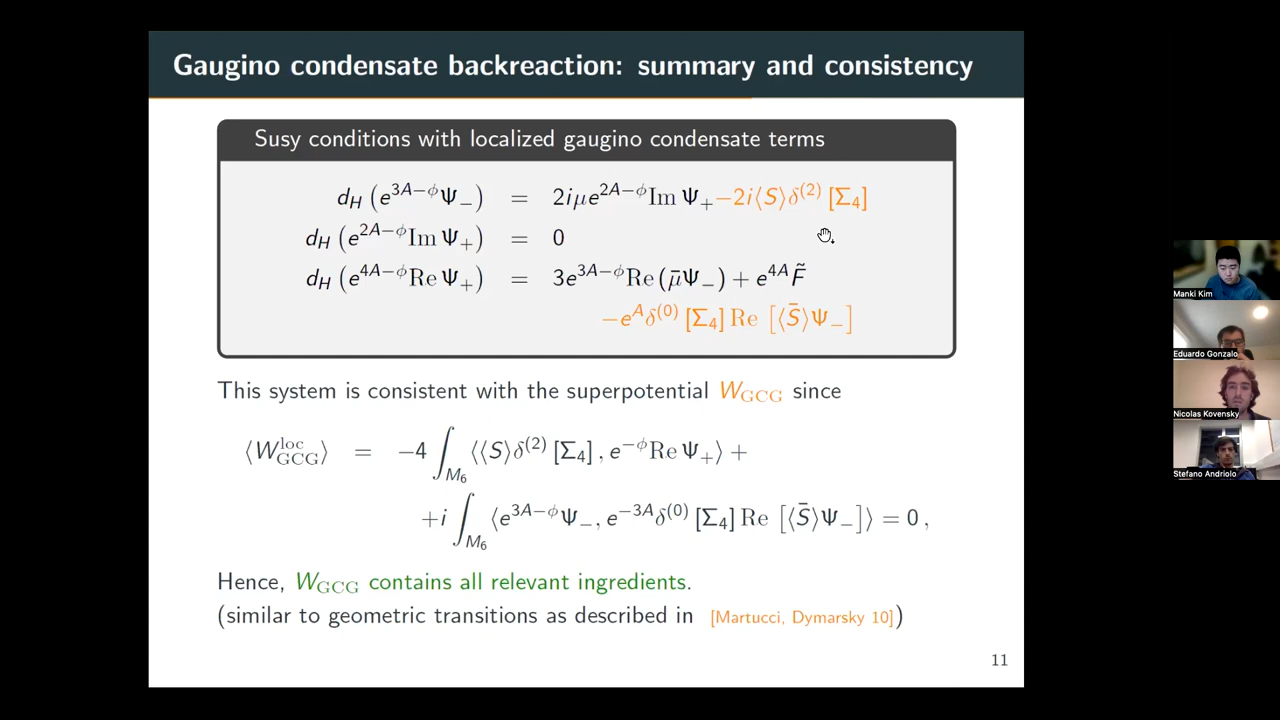 Gaugino condensate backreaction: summary and consistency
Susy conditions with localized gaugino condensate terms
d_H (e^{3A−ϕ}Ψ_−) = 2iμe^{2A−ϕ}Im Ψ_+ −2i⟨S⟩δ^{(2)} [Σ_4]
d_H (e^{2A−ϕ}Im Ψ_+) = 0
d_H (e^{4A−ϕ}Re Ψ_+) = 3e^{3A−ϕ}Re (μ̄Ψ_−) + e^{4A} F̃
−e^A δ^{(0)} [Σ_4] Re [⟨S̄⟩Ψ_−]
This system is consistent with the superpotential W_GCG since
⟨W^{loc}_{GCG}⟩ = −4 ∫_{M_6} ⟨⟨S⟩δ^{(2)} [Σ_4] , e^{−ϕ}Re Ψ_+⟩ +
+i ∫_{M_6} ⟨e^{3A−ϕ}Ψ_−, e^{−3A}δ^{(0)} [Σ_4] Re [⟨S̄⟩Ψ_−]⟩ = 0 ,
Hence, W_GCG contains all relevant ingredients.
(similar to geometric transitions as described in [Martucci, Dymarsky 10])
11
Manki Kim
Eduardo Gonzalo
Nicolas Kovensky
Stefano Andriolo